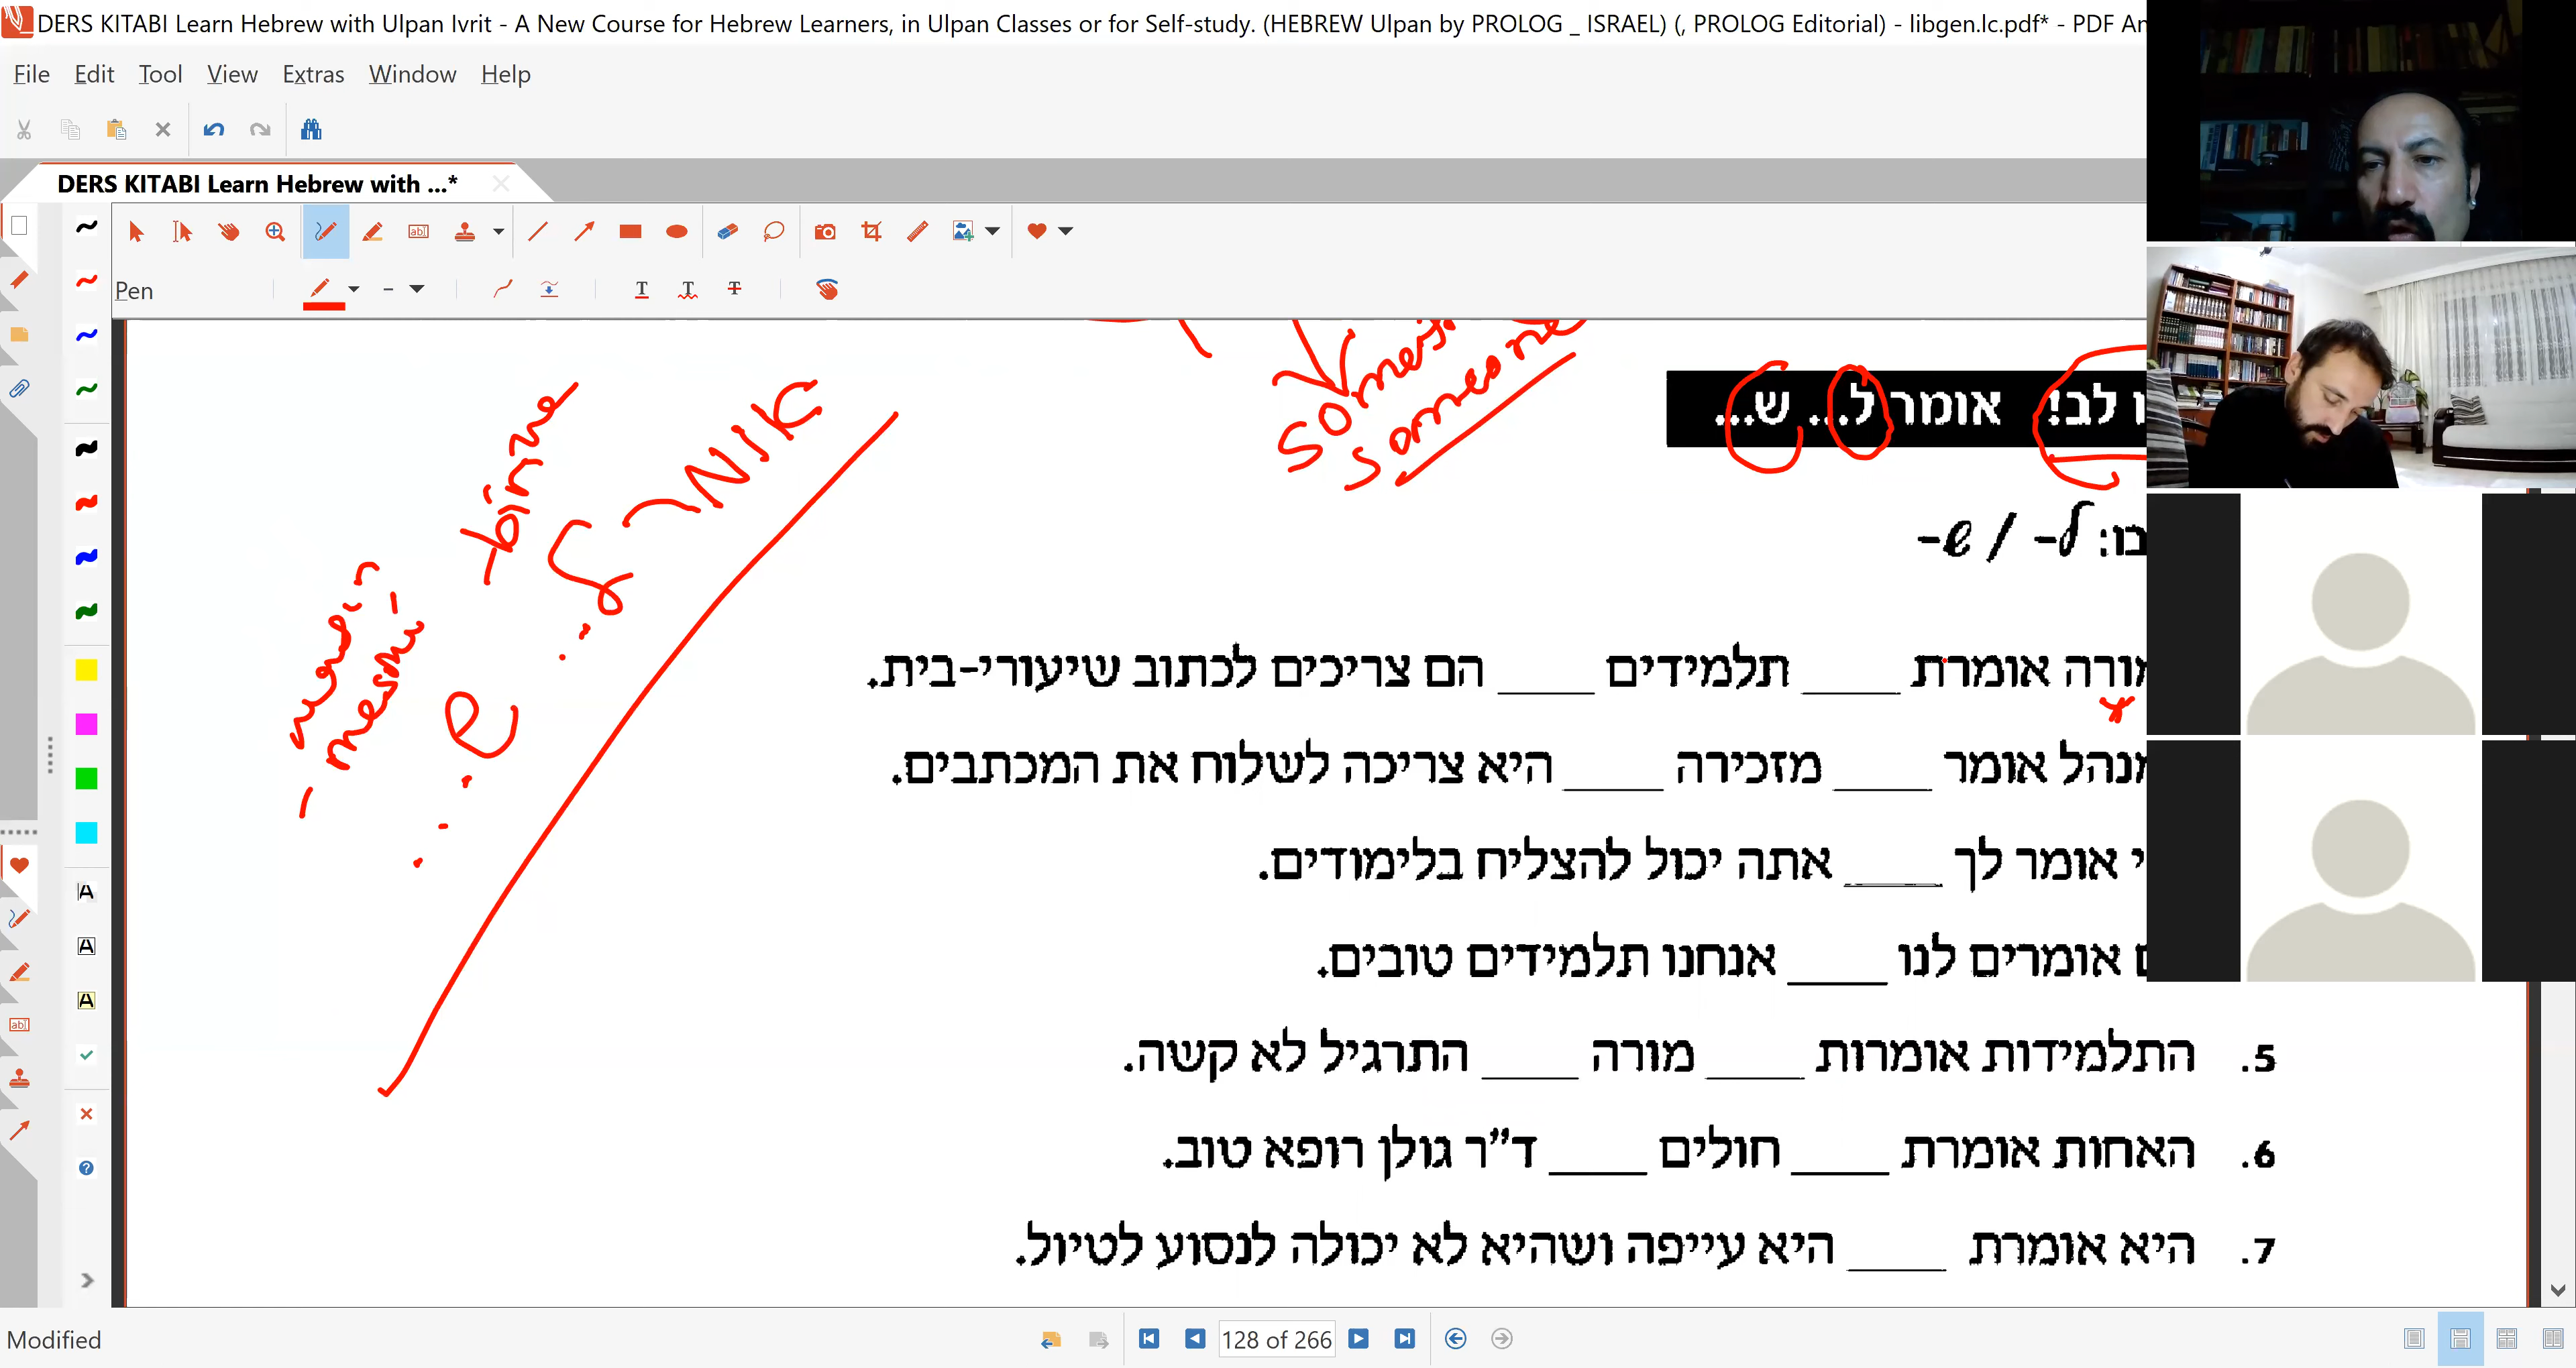 DERS KITABI Learn Hebrew with Ulpan Ivrit - A New Course for Hebrew Learners, in Ulpan Classes or for Self-study. (HEBREW Ulpan by PROLOG _ ISRAEL) (, PROLOG Editorial) - libgen.lc.pdf* - PDF An
File Edit Tool View Extras Window Help
DERS KITABI Learn Hebrew with ...*
Pen
NIK
someone
birine
ו לב! אומר ל... ש...
ל- / ש-
מורה אומרת ____ תלמידים ____ הם צריכים לכתוב שיעורי-בית.
מנהל אומר ____ מזכירה ____ היא צריכה לשלוח את המכתבים.
י אומר לך ____ אתה יכול להצליח בלימודים.
ם אומרים לנו ____ אנחנו תלמידים טובים.
5. התלמידות אומרות ____ מורה ____ התרגיל לא קשה.
6. האחות אומרת ____ חולים ____ ד"ר גולן רופא טוב.
7. היא אומרת ____ היא עייפה ושהיא לא יכולה לנסוע לטיול.
Modified
128 of 266